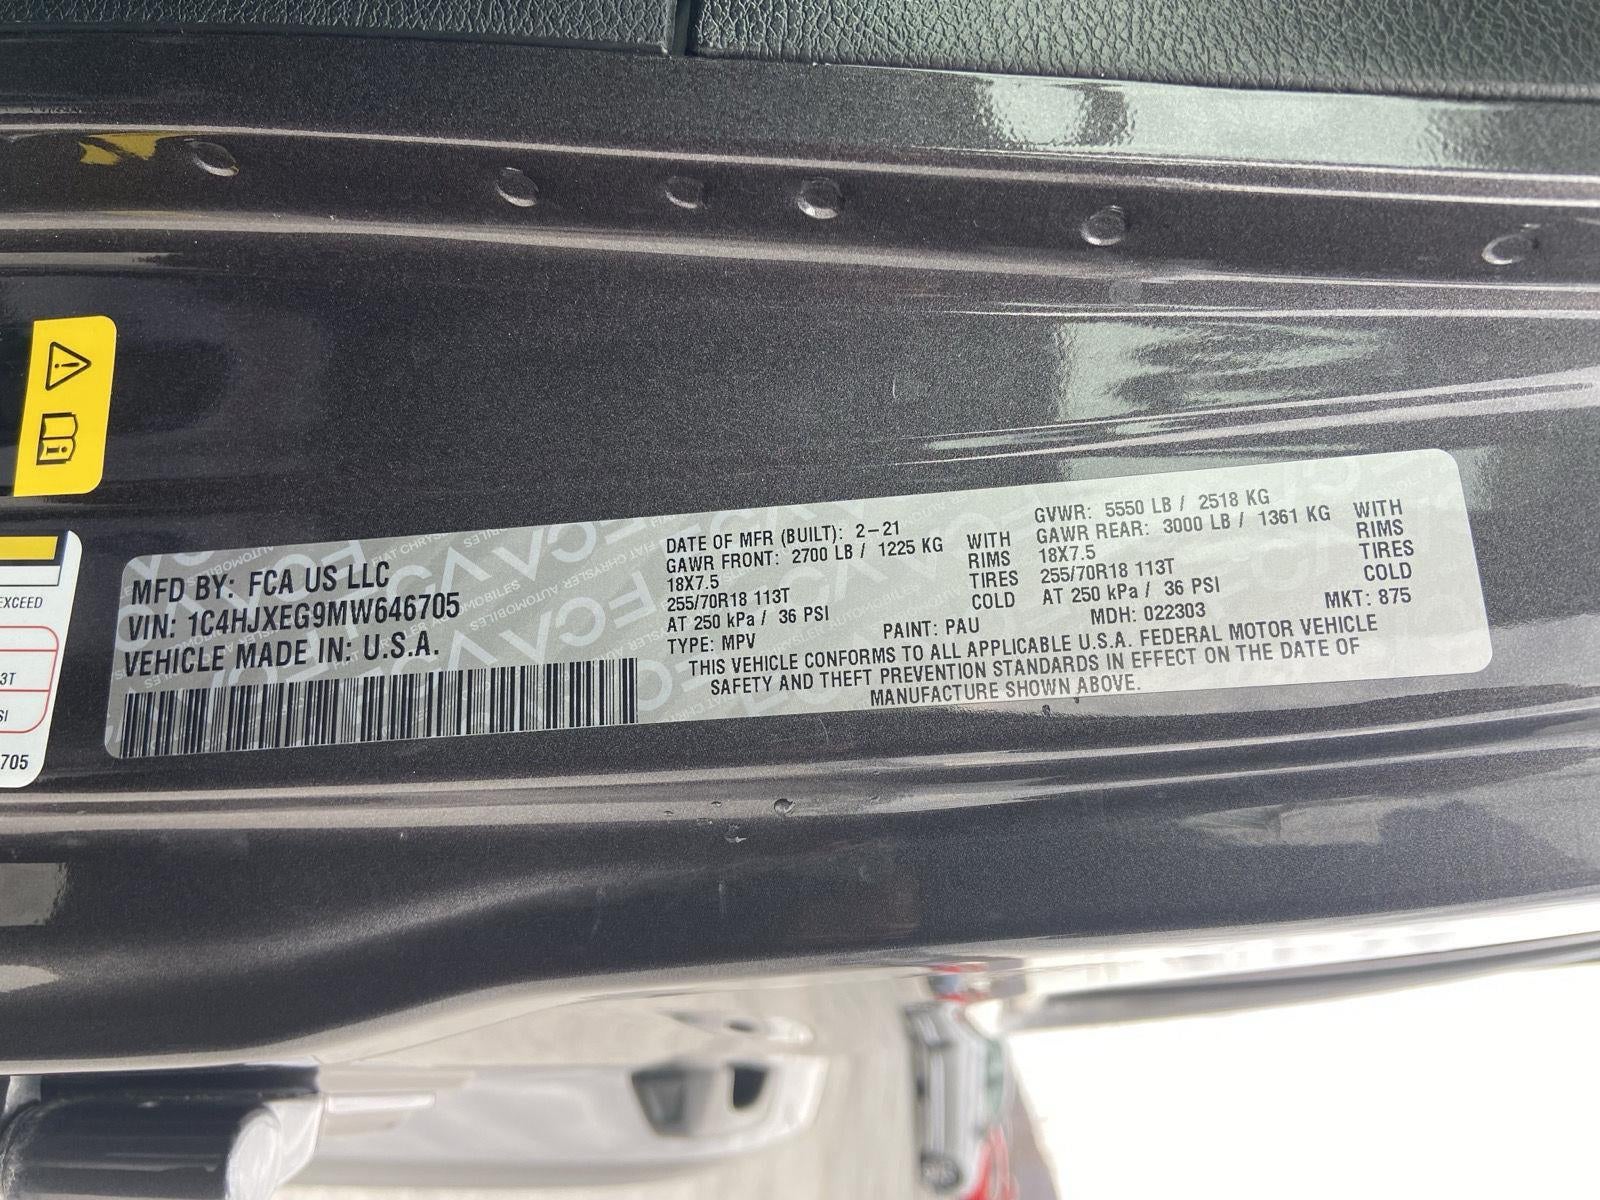 MFD BY: FCA US LLC
VIN: 1C4HJXEG9MW646705
VEHICLE MADE IN: U.S.A.
DATE OF MFR (BUILT): 2-21
GAWR FRONT: 2700 LB / 1225 KG WITH
18X7.5 RIMS
255/70R18 113T TIRES
AT 250 kPa / 36 PSI COLD
TYPE: MPV
GVWR: 5550 LB / 2518 KG
GAWR REAR: 3000 LB / 1361 KG WITH
18X7.5 RIMS
255/70R18 113T TIRES
AT 250 kPa / 36 PSI COLD
PAINT: PAU MDH: 022303 MKT: 875
THIS VEHICLE CONFORMS TO ALL APPLICABLE U.S.A. FEDERAL MOTOR VEHICLE
SAFETY AND THEFT PREVENTION STANDARDS IN EFFECT ON THE DATE OF
MANUFACTURE SHOWN ABOVE.
EXCEED
3T
SI
705